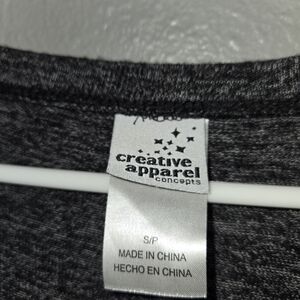 creative
apparel
concepts
S/P
MADE IN CHINA
HECHO EN CHINA